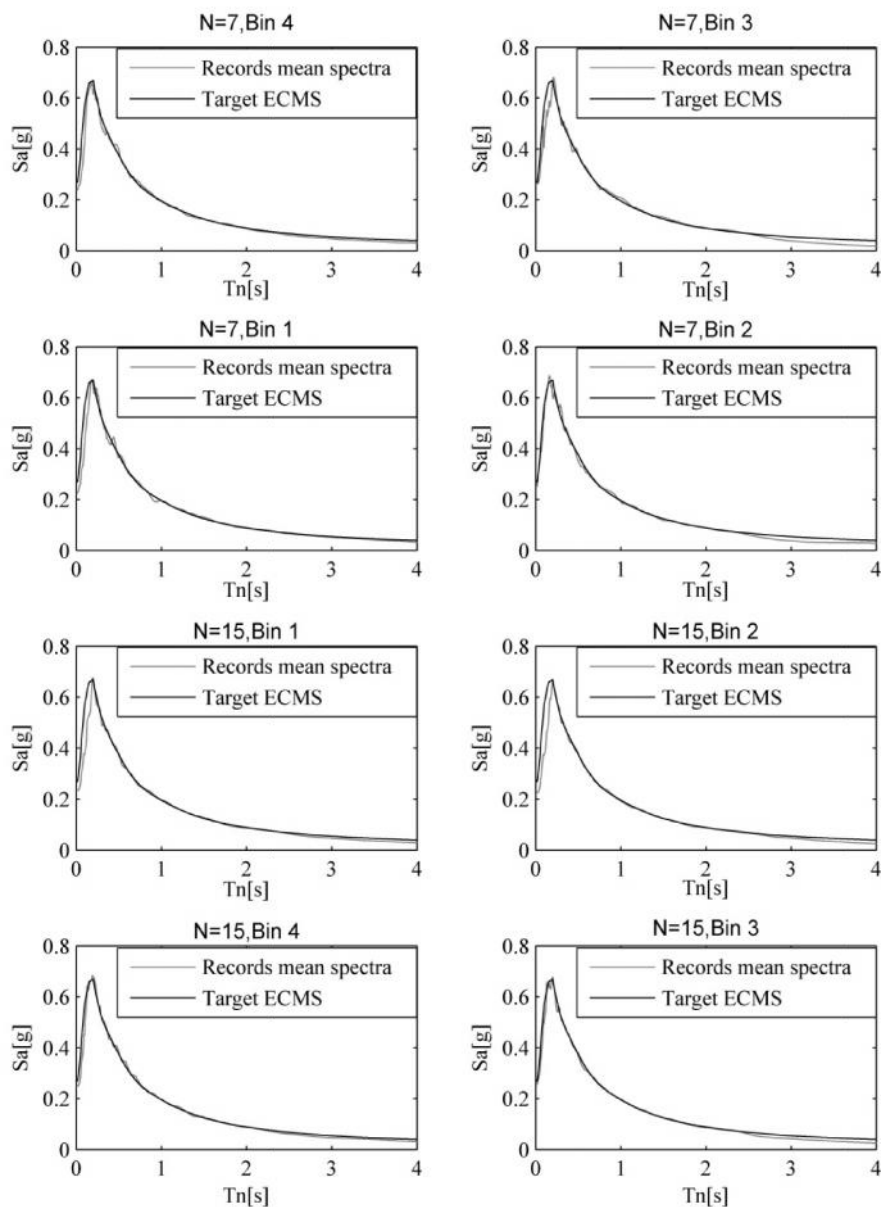 N=7,Bin 4
0.8
0.6
0.4
0.2
0
Sa[g]
Records mean spectra
Target ECMS
0 1 2 3 4
Tn[s]
N=7,Bin 3
0.8
0.6
0.4
0.2
0
Sa[g]
Records mean spectra
Target ECMS
0 1 2 3 4
Tn[s]
N=7,Bin 1
0.8
0.6
0.4
0.2
0
Sa[g]
Records mean spectra
Target ECMS
0 1 2 3 4
Tn[s]
N=7,Bin 2
0.8
0.6
0.4
0.2
0
Sa[g]
Records mean spectra
Target ECMS
0 1 2 3 4
Tn[s]
N=15,Bin 1
0.8
0.6
0.4
0.2
0
Sa[g]
Records mean spectra
Target ECMS
0 1 2 3 4
Tn[s]
N=15,Bin 2
0.8
0.6
0.4
0.2
0
Sa[g]
Records mean spectra
Target ECMS
0 1 2 3 4
Tn[s]
N=15,Bin 4
0.8
0.6
0.4
0.2
0
Sa[g]
Records mean spectra
Target ECMS
0 1 2 3 4
Tn[s]
N=15,Bin 3
0.8
0.6
0.4
0.2
0
Sa[g]
Records mean spectra
Target ECMS
0 1 2 3 4
Tn[s]